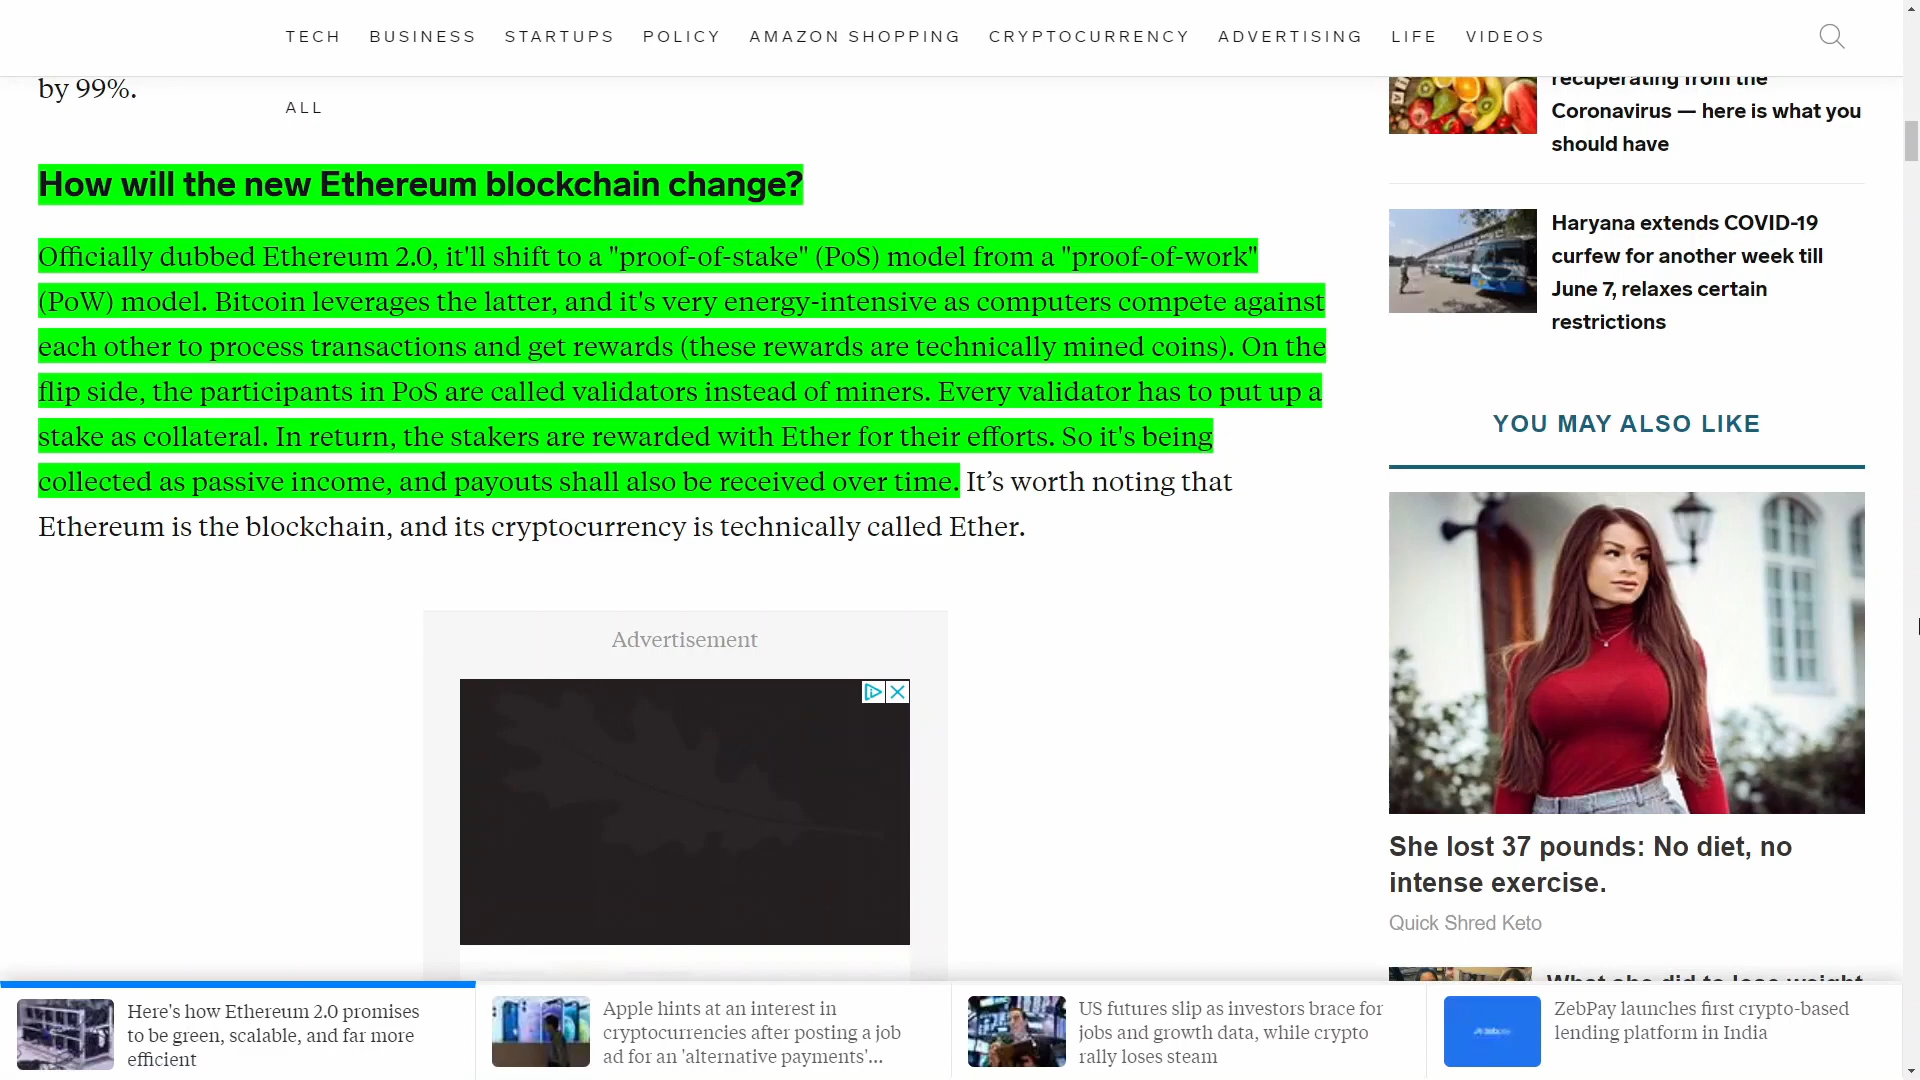 TECH BUSINESS STARTUPS POLICY AMAZON SHOPPING CRYPTOCURRENCY ADVERTISING LIFE VIDEOS
by 99%.
ALL
How will the new Ethereum blockchain change?
Officially dubbed Ethereum 2.0, it'll shift to a "proof-of-stake" (PoS) model from a "proof-of-work"
(PoW) model. Bitcoin leverages the latter, and it's very energy-intensive as computers compete against
each other to process transactions and get rewards (these rewards are technically mined coins). On the
flip side, the participants in PoS are called validators instead of miners. Every validator has to put up a
stake as collateral. In return, the stakers are rewarded with Ether for their efforts. So it's being
collected as passive income, and payouts shall also be received over time. It’s worth noting that
Ethereum is the blockchain, and its cryptocurrency is technically called Ether.
Advertisement
recuperating from the
Coronavirus — here is what you
should have
Haryana extends COVID-19
curfew for another week till
June 7, relaxes certain
restrictions
YOU MAY ALSO LIKE
She lost 37 pounds: No diet, no
intense exercise.
Quick Shred Keto
What she did to lose weight
Here's how Ethereum 2.0 promises
to be green, scalable, and far more
efficient
Apple hints at an interest in
cryptocurrencies after posting a job
ad for an 'alternative payments'...
US futures slip as investors brace for
jobs and growth data, while crypto
rally loses steam
ZebPay launches first crypto-based
lending platform in India